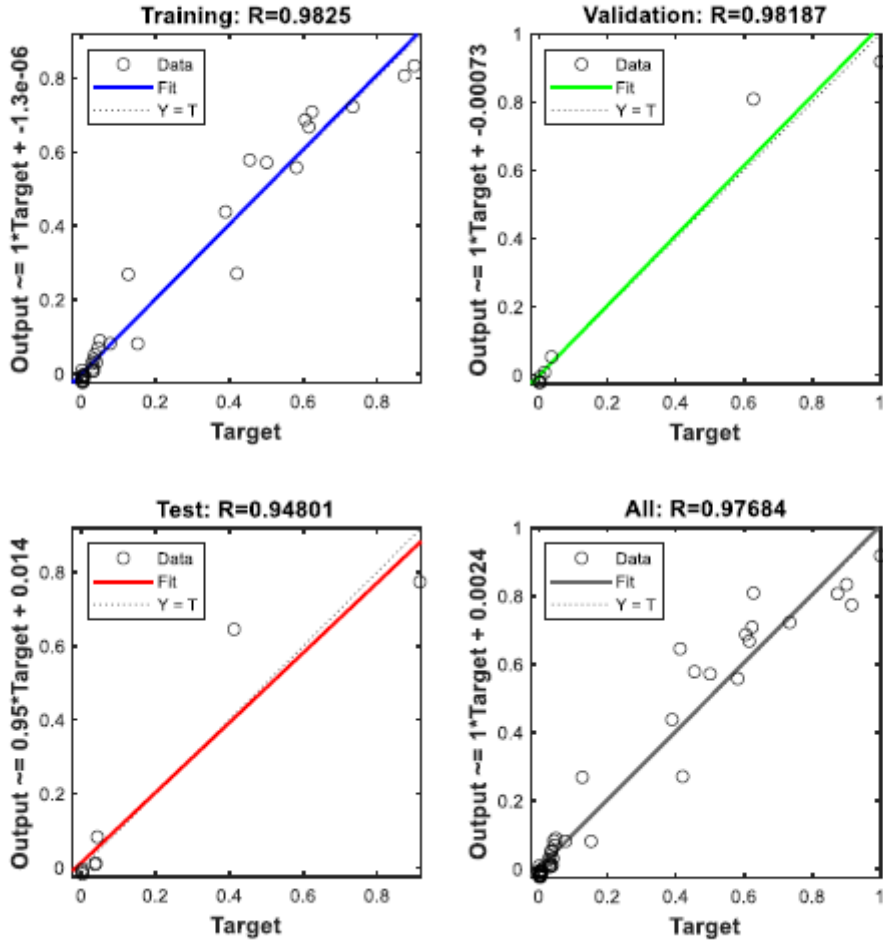 Training: R=0.9825
Output ~= 1*Target + -1.3e-06
Data
Fit
Y = T
0.8
0.6
0.4
0.2
0
0
0.2
0.4
0.6
0.8
Target
Validation: R=0.98187
Output ~= 1*Target + -0.00073
Data
Fit
Y = T
1
0.8
0.6
0.4
0.2
0
0
0.2
0.4
0.6
0.8
1
Target
Test: R=0.94801
Output ~= 0.95*Target + 0.014
Data
Fit
Y = T
0.8
0.6
0.4
0.2
0
0
0.2
0.4
0.6
0.8
Target
All: R=0.97684
Output ~= 1*Target + 0.0024
Data
Fit
Y = T
1
0.8
0.6
0.4
0.2
0
0
0.2
0.4
0.6
0.8
1
Target